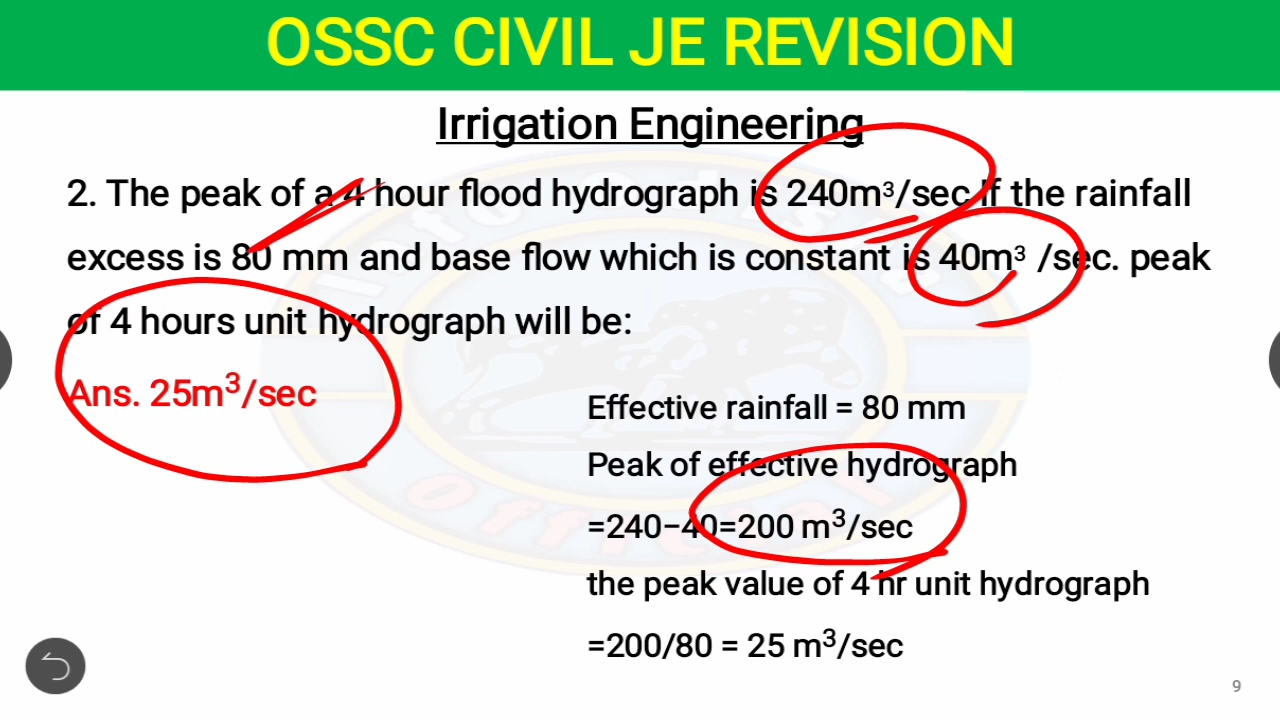 OSSC CIVIL JE REVISION
Irrigation Engineering
2. The peak of a 4 hour flood hydrograph is 240m³/sec If the rainfall
excess is 80 mm and base flow which is constant is 40m³ /sec. peak
of 4 hours unit hydrograph will be:
Ans. 25m³/sec
Effective rainfall = 80 mm
Peak of effective hydrograph
=240−40=200 m³/sec
the peak value of 4 hr unit hydrograph
=200/80 = 25 m³/sec
9